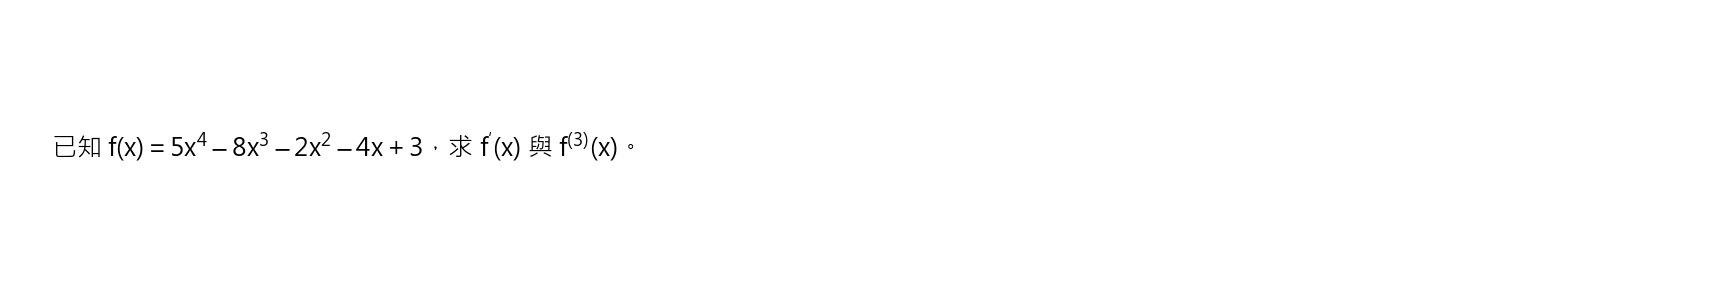 已知 f(x) = 5x⁴ – 8x³ – 2x² – 4x + 3，求 f′(x) 與 f⁽³⁾(x)。